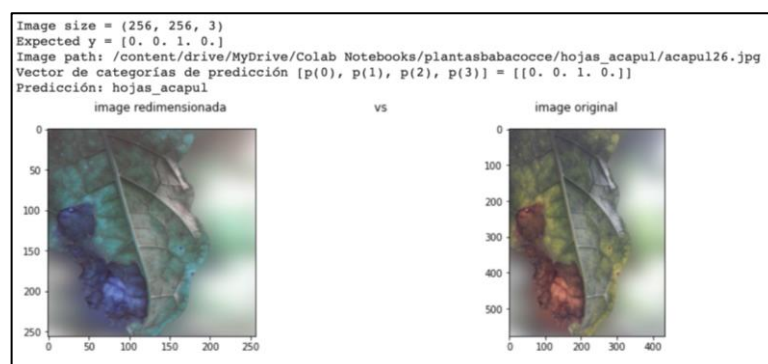 Image size = (256, 256, 3)
Expected y = [0. 0. 1. 0.]
Image path: /content/drive/MyDrive/Colab Notebooks/plantasbabacocce/hojas_acapul/acapul26.jpg
Vector de categorías de predicción [p(0), p(1), p(2), p(3)] = [[0. 0. 1. 0.]]
Predicción: hojas_acapul
image redimensionada vs image original
0
50
100
150
200
250
0 50 100 150 200 250
0
100
200
300
400
500
0 100 200 300 400